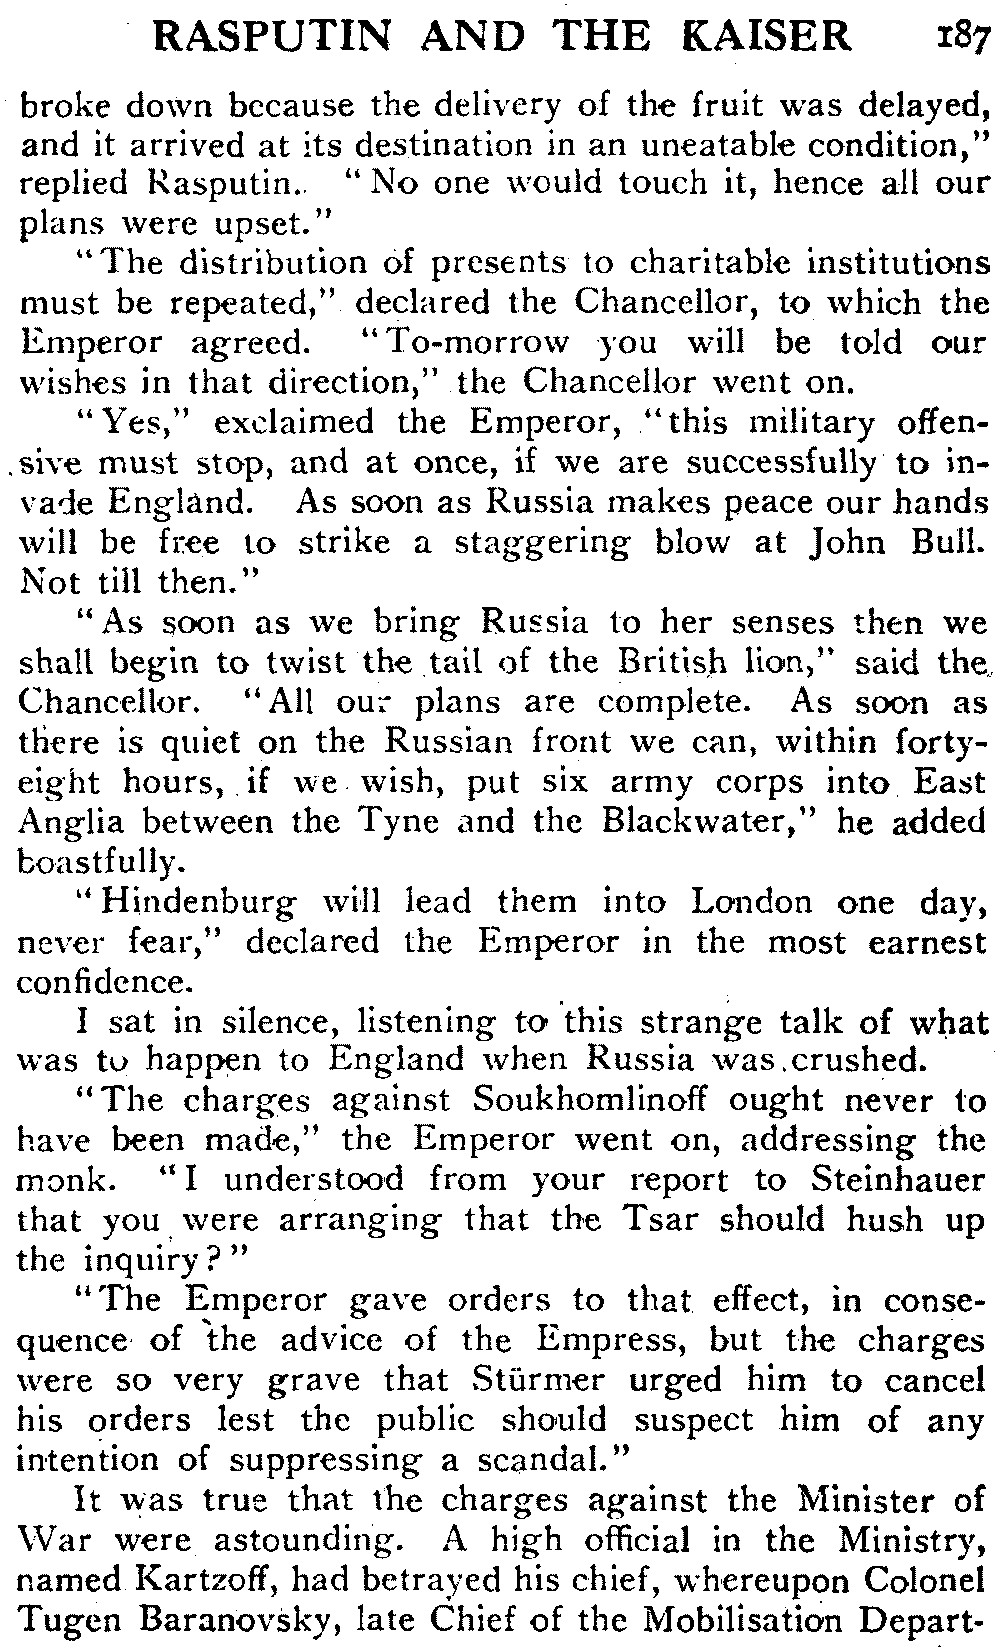 RASPUTIN AND THE KAISER 187
broke down because the delivery of the fruit was delayed,
and it arrived at its destination in an uneatable condition,"
replied Rasputin. "No one would touch it, hence all our
plans were upset."
"The distribution of presents to charitable institutions
must be repeated," declared the Chancellor, to which the
Emperor agreed. "To-morrow you will be told our
wishes in that direction," the Chancellor went on.
"Yes," exclaimed the Emperor, "this military offen-
sive must stop, and at once, if we are successfully to in-
vade England. As soon as Russia makes peace our hands
will be free to strike a staggering blow at John Bull.
Not till then."
"As soon as we bring Russia to her senses then we
shall begin to twist the tail of the British lion," said the
Chancellor. "All our plans are complete. As soon as
there is quiet on the Russian front we can, within forty-
eight hours, if we wish, put six army corps into East
Anglia between the Tyne and the Blackwater," he added
boastfully.
"Hindenburg will lead them into London one day,
never fear," declared the Emperor in the most earnest
confidence.
I sat in silence, listening to this strange talk of what
was to happen to England when Russia was crushed.
"The charges against Soukhomlinoff ought never to
have been made," the Emperor went on, addressing the
monk. "I understood from your report to Steinhauer
that you were arranging that the Tsar should hush up
the inquiry?"
"The Emperor gave orders to that effect, in conse-
quence of the advice of the Empress, but the charges
were so very grave that Stürmer urged him to cancel
his orders lest the public should suspect him of any
intention of suppressing a scandal."
It was true that the charges against the Minister of
War were astounding. A high official in the Ministry,
named Kartzoff, had betrayed his chief, whereupon Colonel
Tugen Baranovsky, late Chief of the Mobilisation Depart-